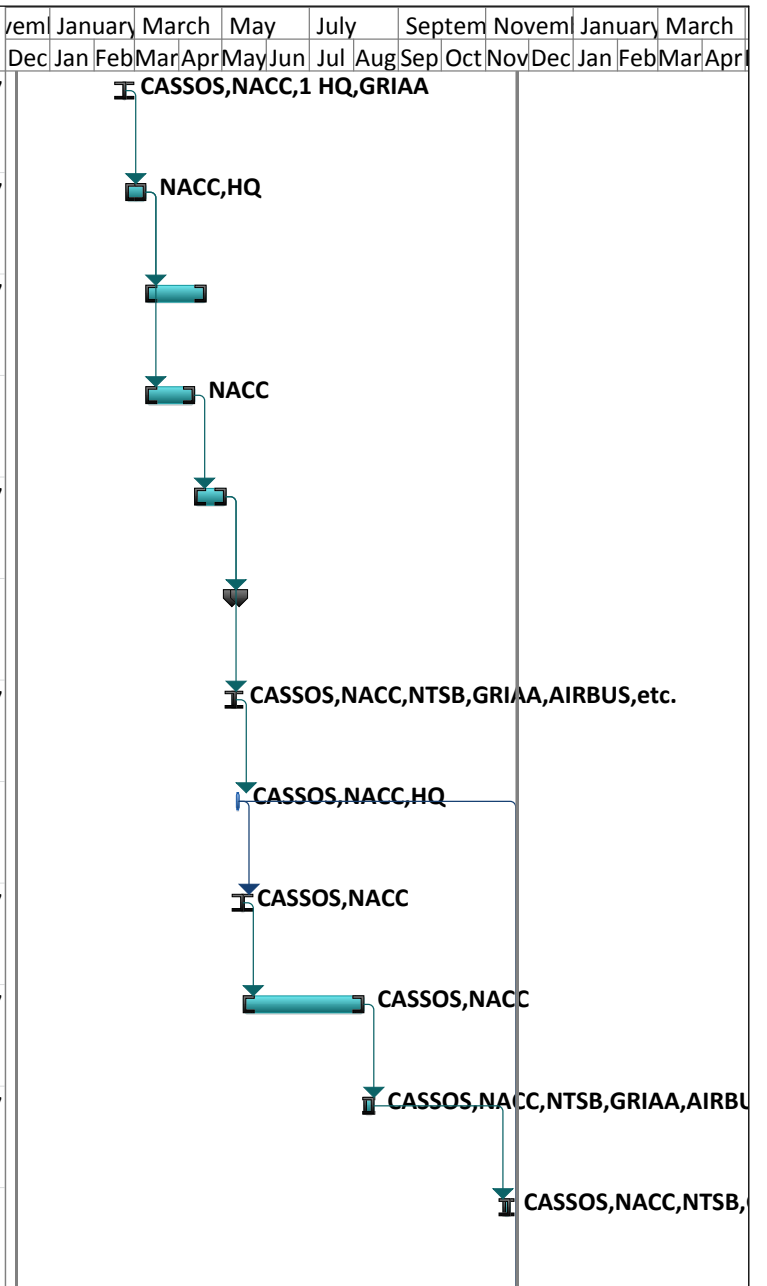 vemb January March May July Septem Novemb January March
Dec Jan Feb Mar Apr May Jun Jul Aug Sep Oct Nov Dec Jan Feb Mar Apr
CASSOS,NACC,1 HQ,GRIAA
NACC,HQ
NACC
CASSOS,NACC,NTSB,GRIAA,AIRBUS,etc.
CASSOS,NACC,HQ
CASSOS,NACC
CASSOS,NACC
CASSOS,NACC,NTSB,GRIAA,AIRBU
CASSOS,NACC,NTSB,